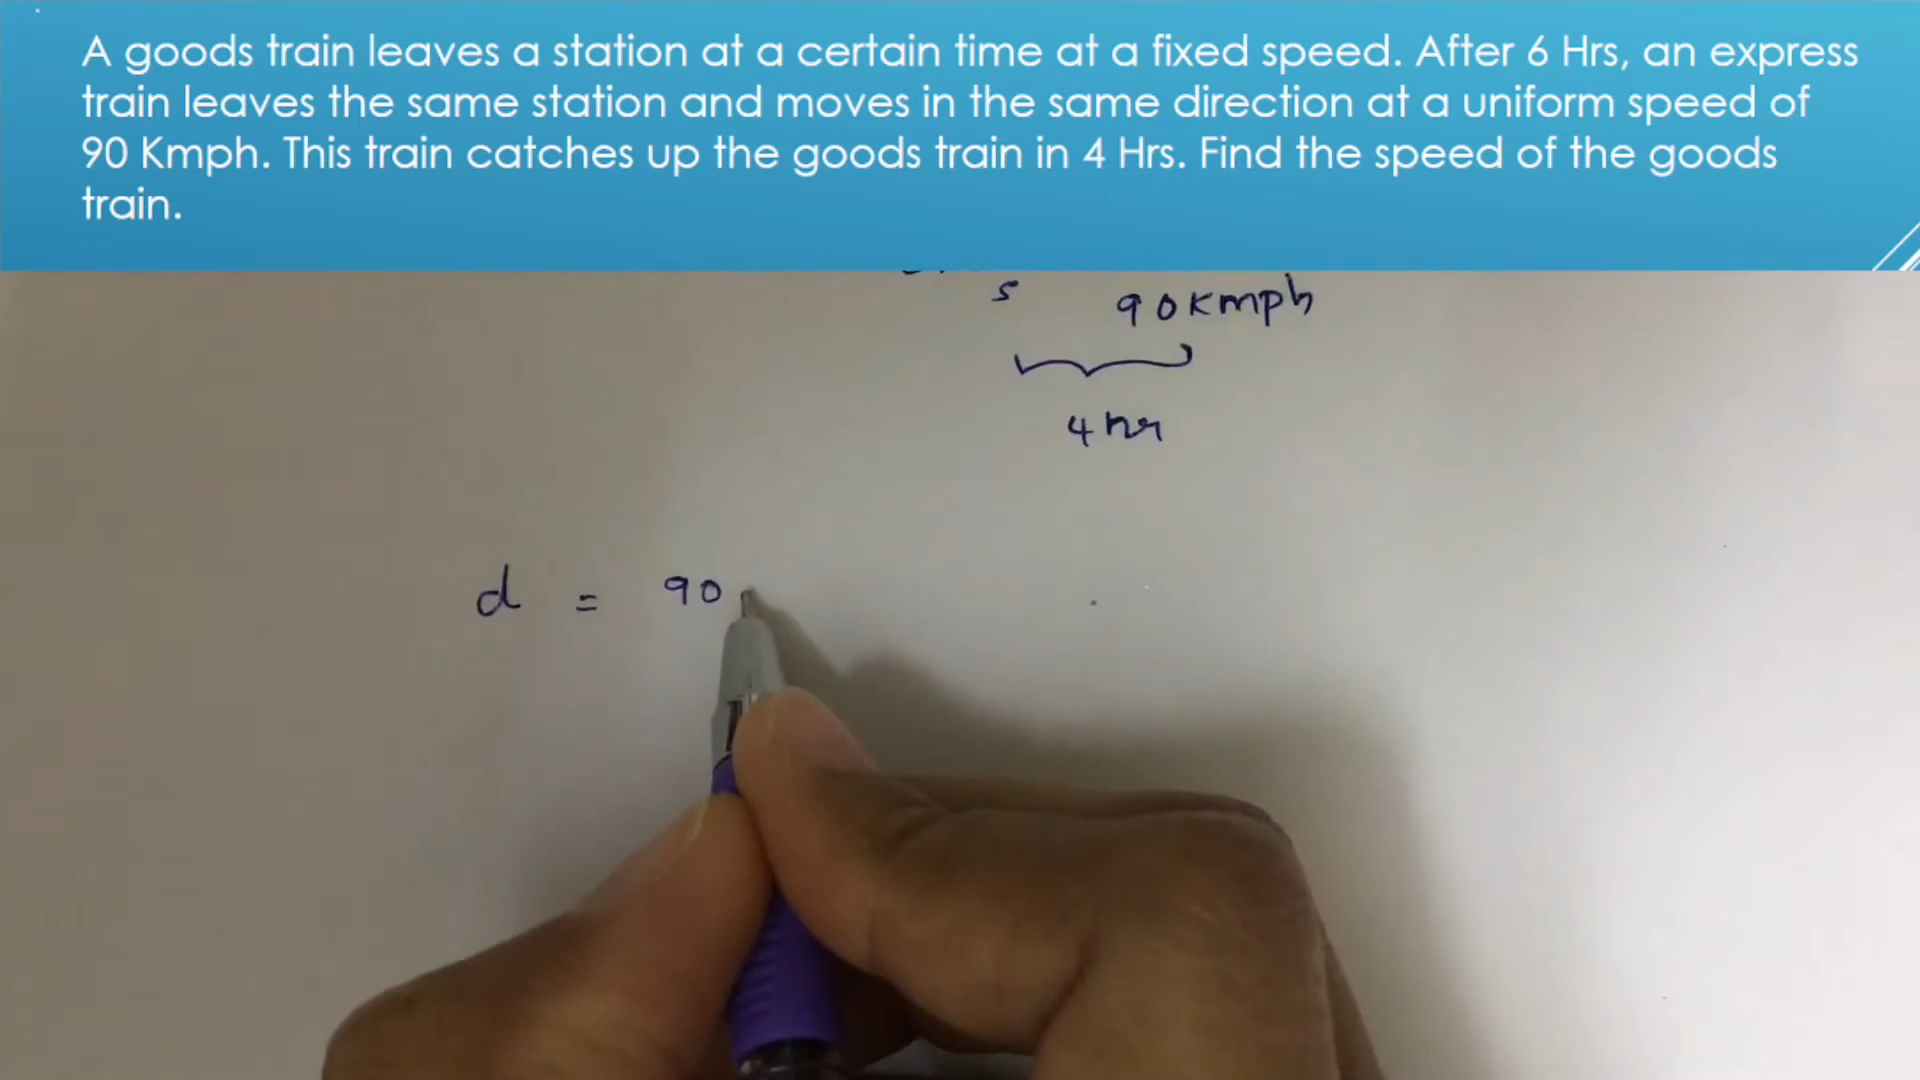 A goods train leaves a station at a certain time at a fixed speed. After 6 Hrs, an express
train leaves the same station and moves in the same direction at a uniform speed of
90 Kmph. This train catches up the goods train in 4 Hrs. Find the speed of the goods
train.
s 90Kmph
4hr
d = 90